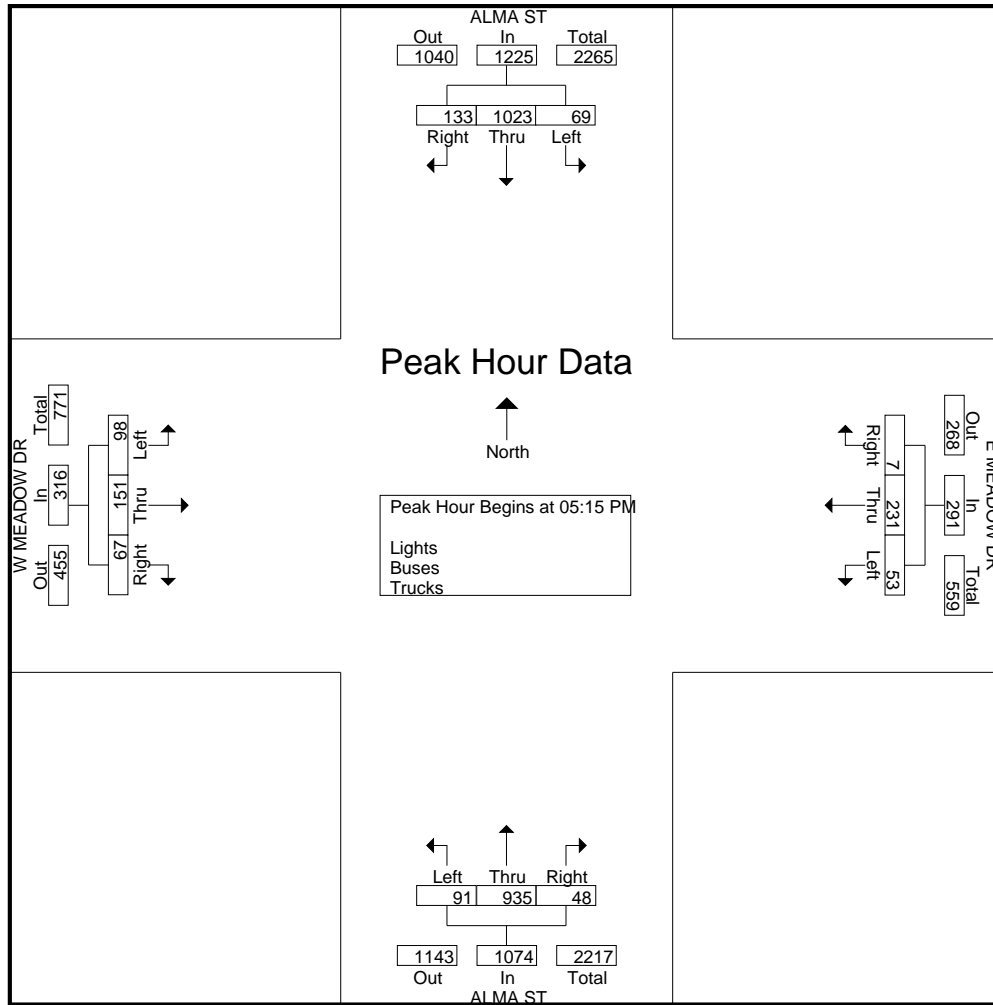 ALMA ST
Out In Total
1040 1225 2265
133 1023 69
Right Thru Left
Peak Hour Data
North
Peak Hour Begins at 05:15 PM
Lights
Buses
Trucks
W MEADOW DR
Out In Total
455 316 771
67 151 98
Right Thru Left
E MEADOW DR
Out In Total
268 291 559
7 231 53
Right Thru Left
Left Thru Right
91 935 48
1143 1074 2217
Out In Total
ALMA ST